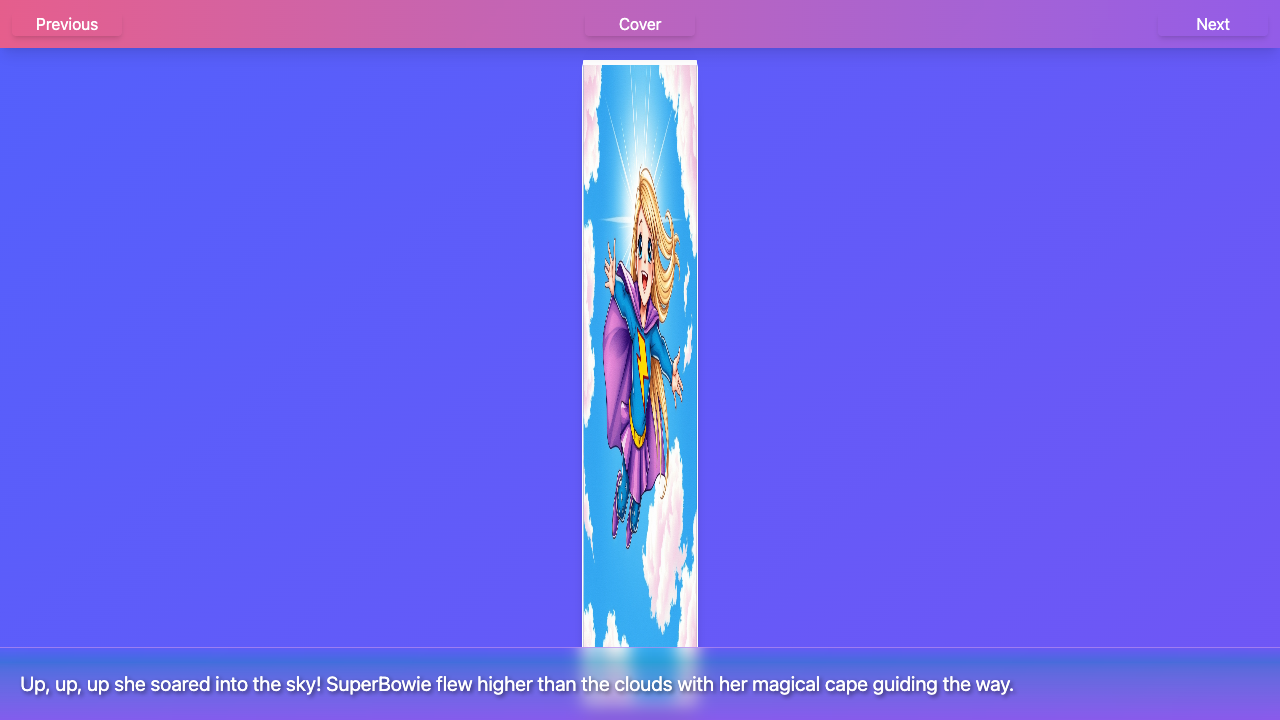 Previous
Cover
Next
Up, up, up she soared into the sky! SuperBowie flew higher than the clouds with her magical cape guiding the way.